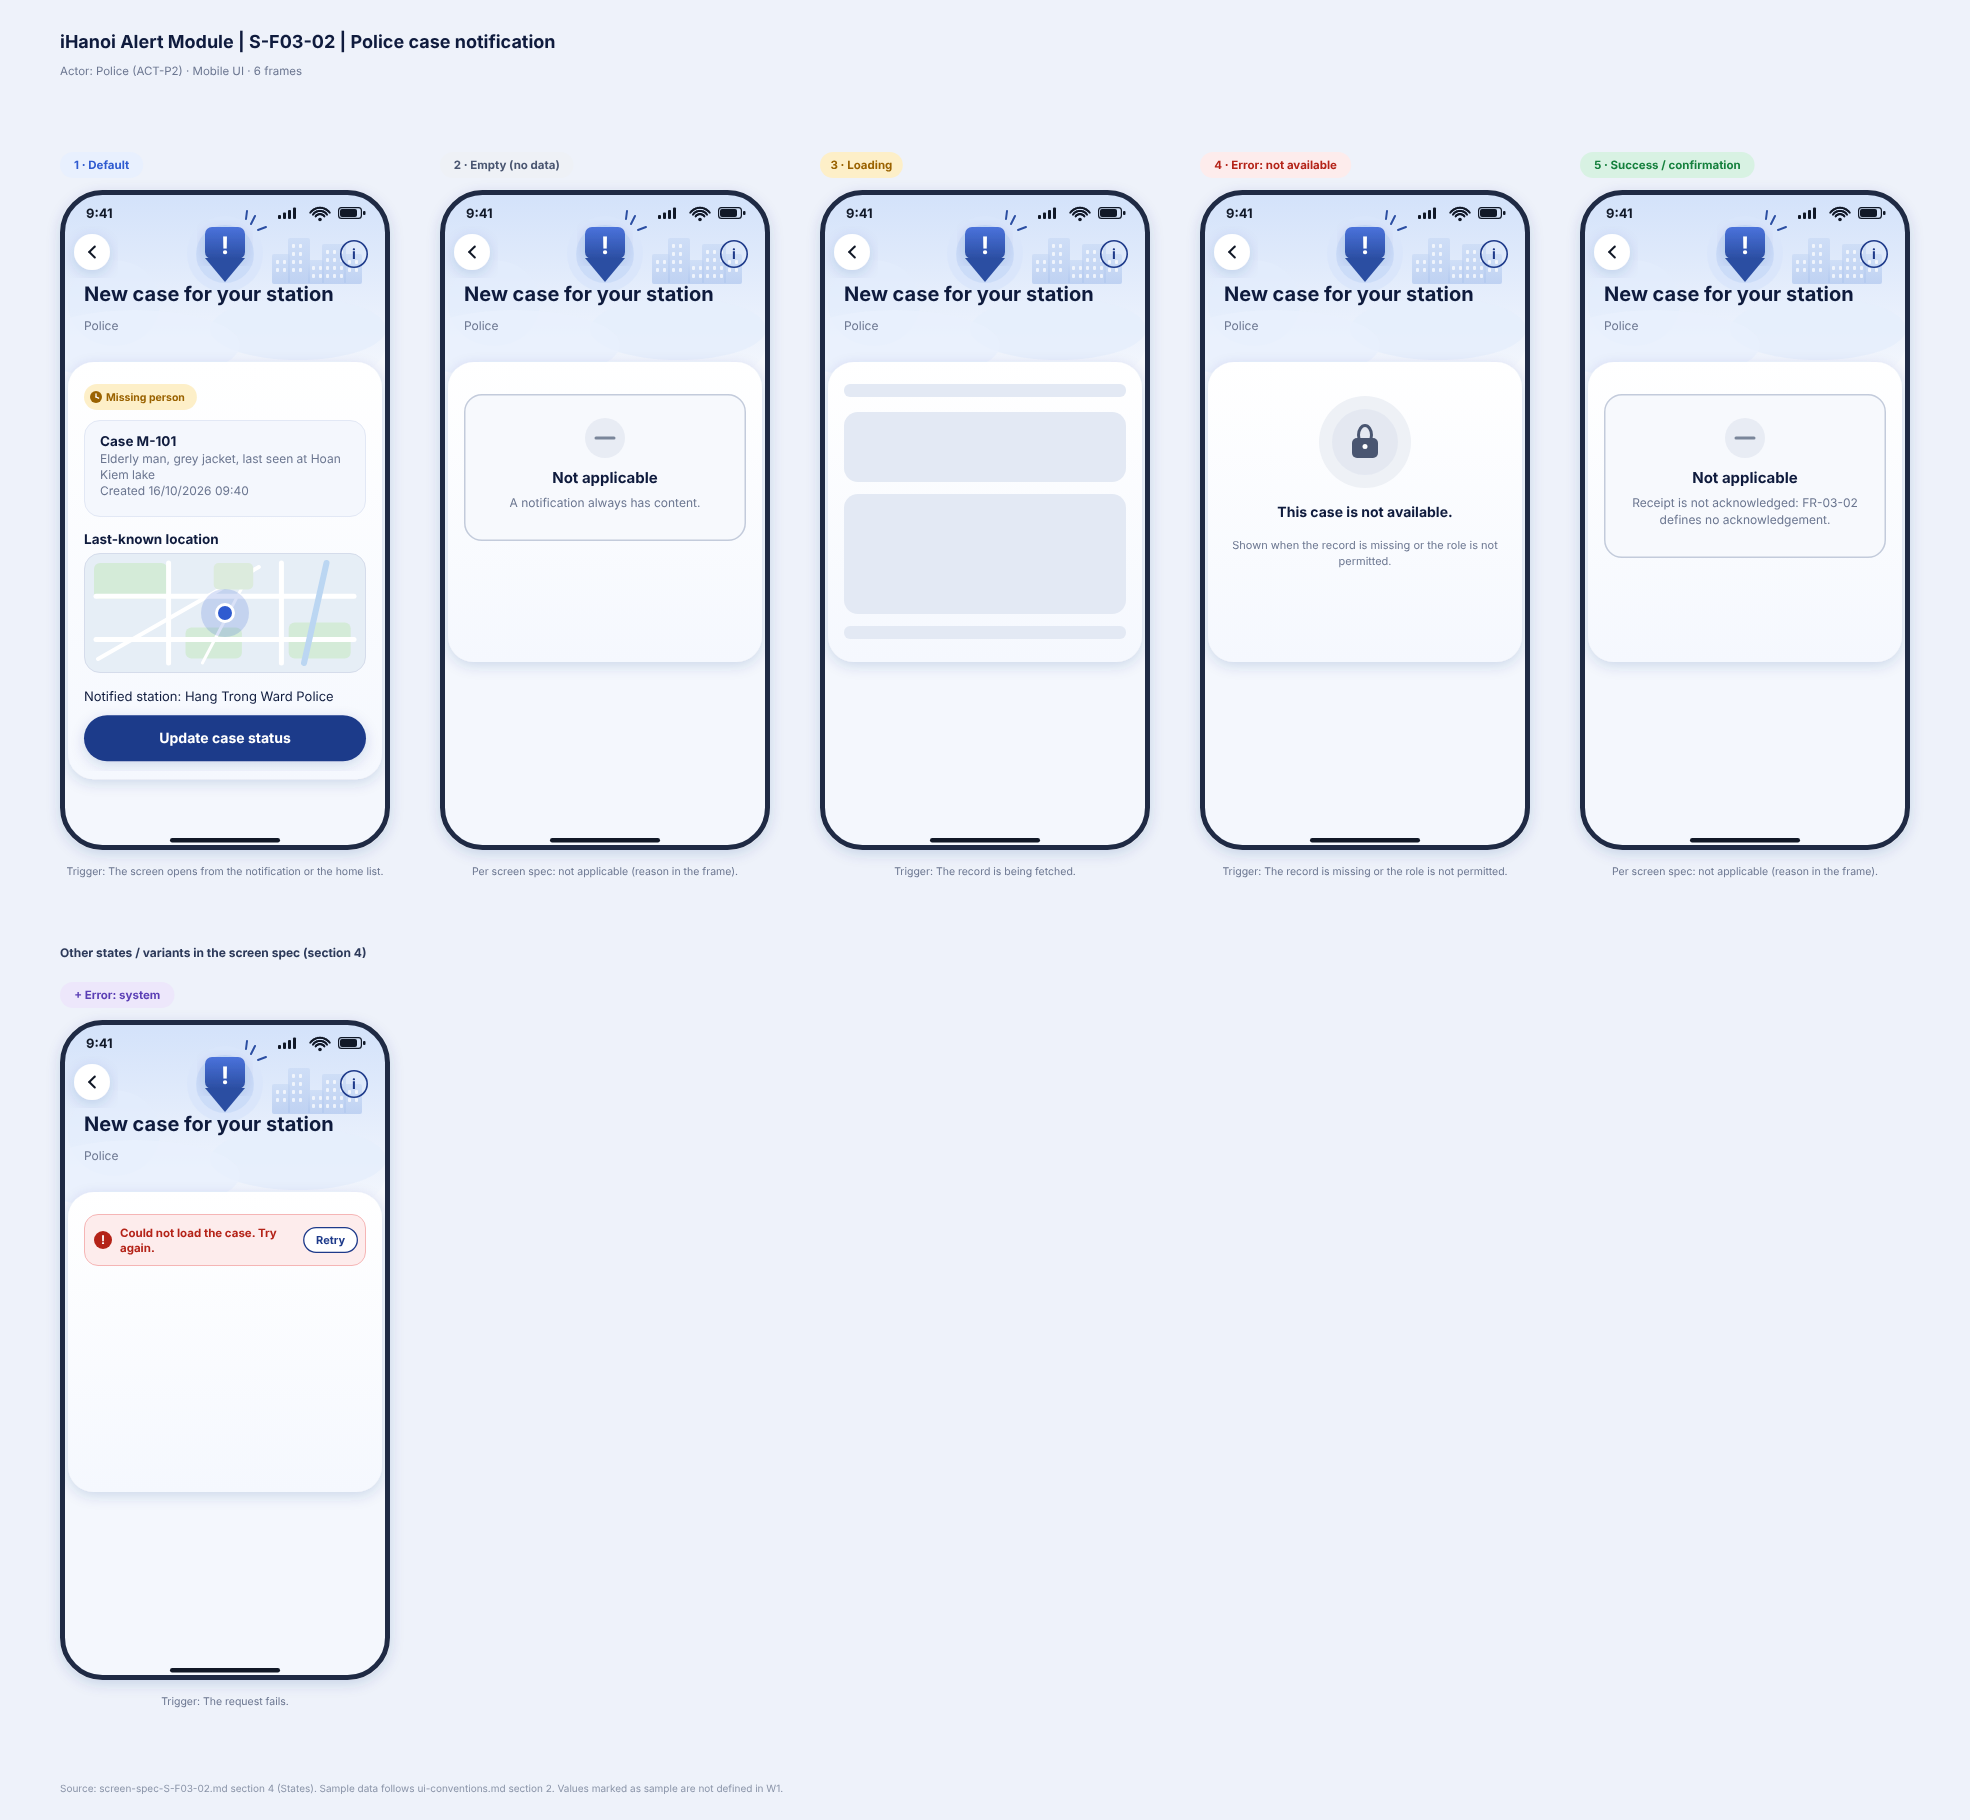 iHanoi Alert Module | S-F03-02 | Police case notification
Actor: Police (ACT-P2) · Mobile UI · 6 frames
1 · Default
9:41
!
i
New case for your station
Police
Missing person
Case M-101
Elderly man, grey jacket, last seen at Hoan
Kiem lake
Created 16/10/2026 09:40
Last-known location
Notified station: Hang Trong Ward Police
Update case status
Trigger: The screen opens from the notification or the home list.
2 · Empty (no data)
9:41
!
i
New case for your station
Police
Not applicable
A notification always has content.
Per screen spec: not applicable (reason in the frame).
3 · Loading
9:41
!
i
New case for your station
Police
Trigger: The record is being fetched.
4 · Error: not available
9:41
!
i
New case for your station
Police
This case is not available.
Shown when the record is missing or the role is not
permitted.
Trigger: The record is missing or the role is not permitted.
5 · Success / confirmation
9:41
!
i
New case for your station
Police
Not applicable
Receipt is not acknowledged: FR-03-02
defines no acknowledgement.
Per screen spec: not applicable (reason in the frame).
Other states / variants in the screen spec (section 4)
+ Error: system
9:41
!
i
New case for your station
Police
!
Could not load the case. Try
again.
Retry
Trigger: The request fails.
Source: screen-spec-S-F03-02.md section 4 (States). Sample data follows ui-conventions.md section 2. Values marked as sample are not defined in W1.